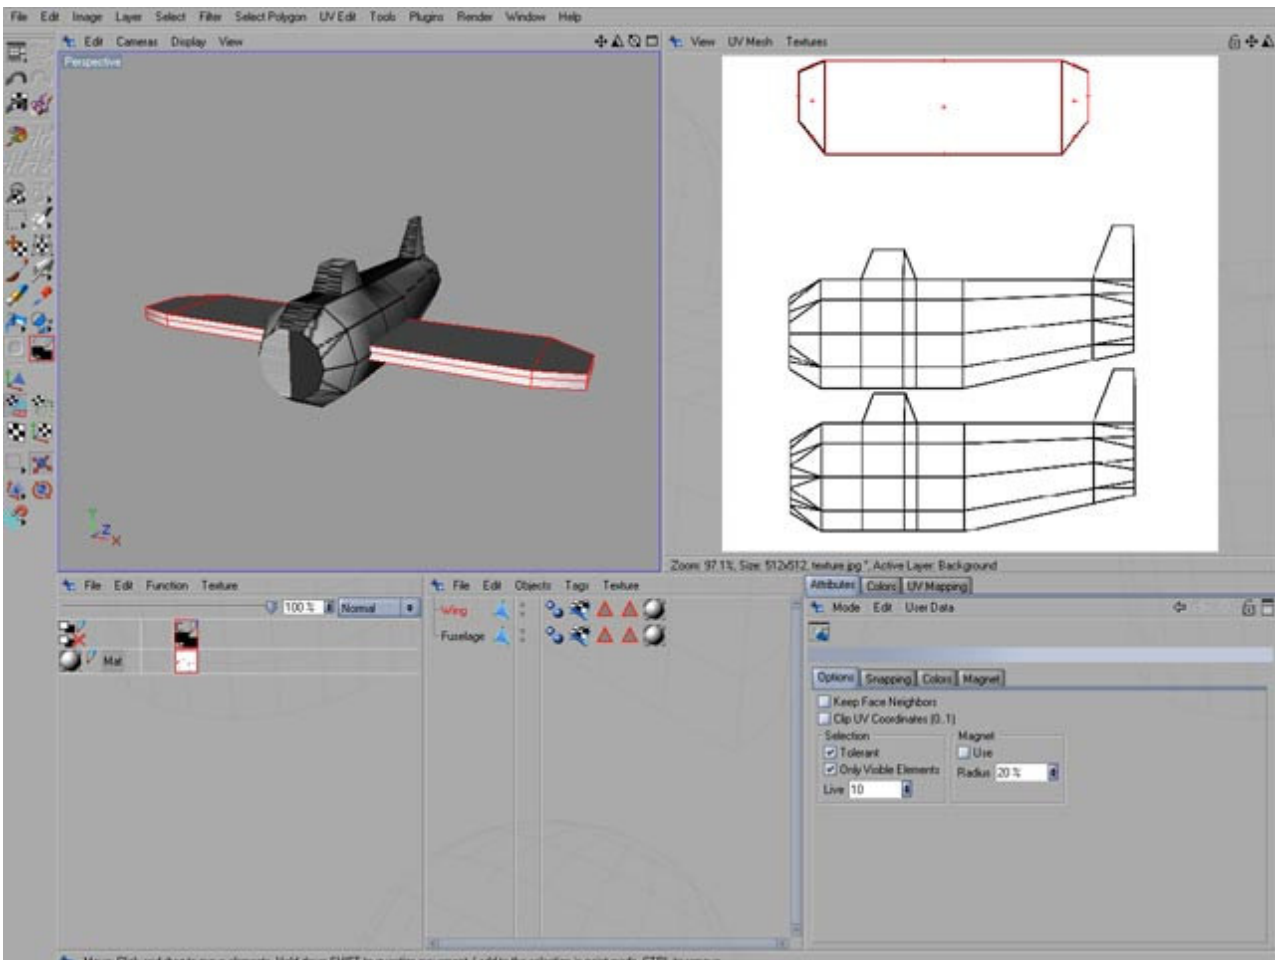 File Edit Image Layer Select Filter Select Polygon UV Edit Tools Plugins Render Window Help
Edit Cameras Display View
View UV Mesh Textures
Perspective
Y
Z
X
Zoom: 97.1%, Size: 512x512, texture.jpg *, Active Layer: Background
File Edit Function Texture
File Edit Objects Tags Texture
Attributes Colors UV Mapping
100 % Normal
Wing
Mode Edit User Data
Fuselage
Mat
Options Snapping Colors Magnet
Keep Face Neighbors
Clip UV Coordinates (0..1)
Selection
Magnet
Tolerant
Use
Only Visible Elements
Radius 20 %
Live 10